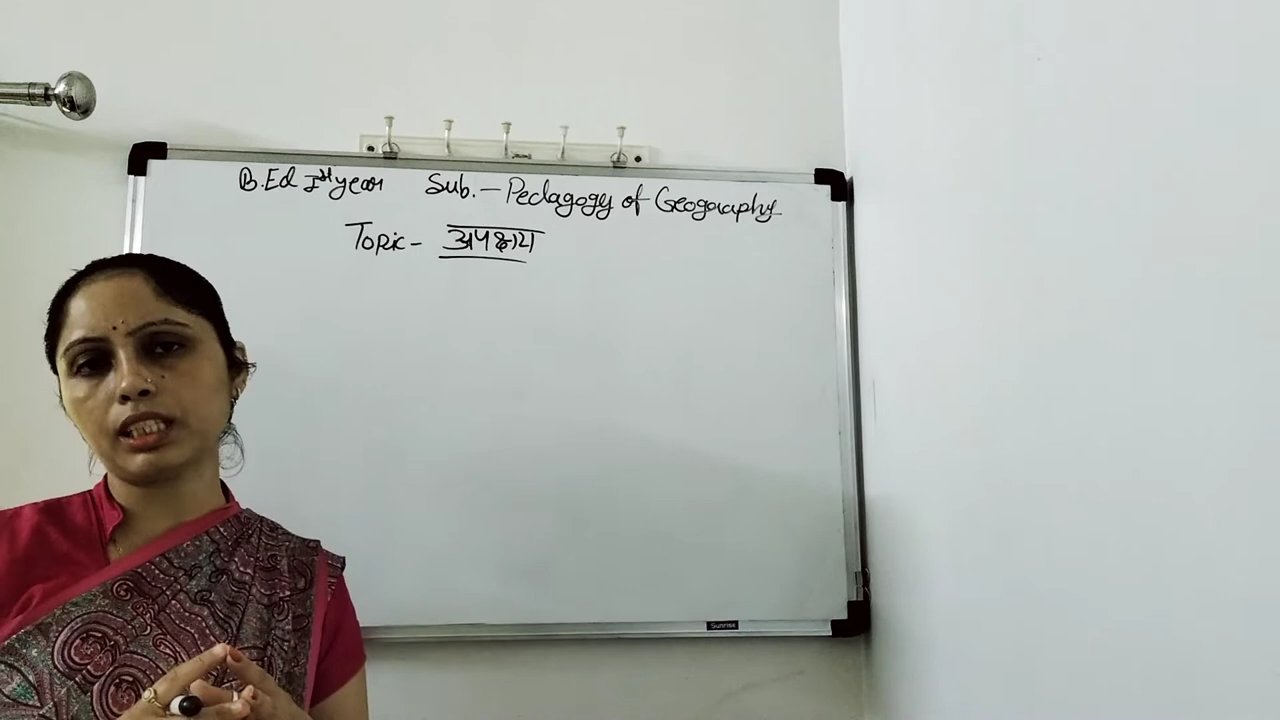 B.Ed Ist year Sub. – Pedagogy of Geography
Topic – अपक्षय
Sunrise